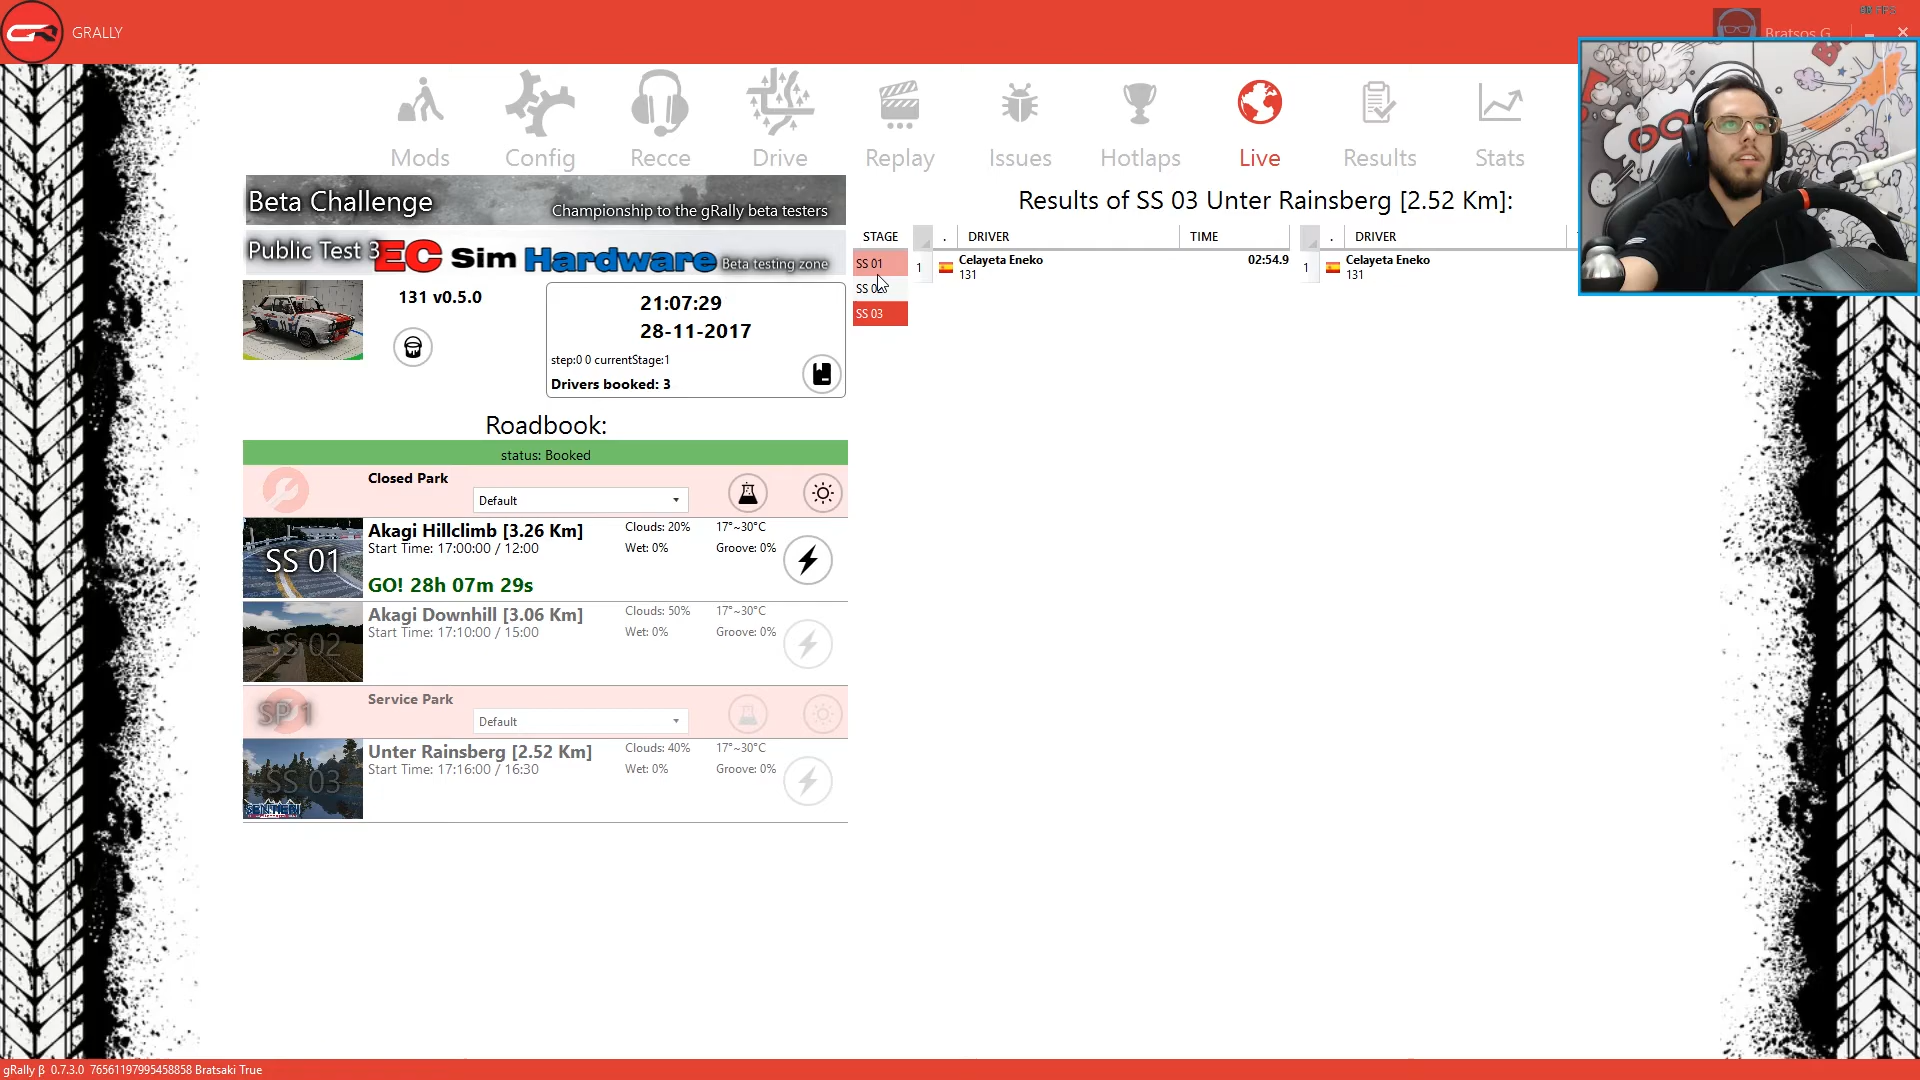 GRALLY
Bratsos G
Mods
Config
Recce
Drive
Replay
Issues
Hotlaps
Live
Results
Stats
Beta Challenge
Championship to the gRally beta testers
Public Test 3
EC Sim Hardware
Beta testing zone
131 v0.5.0
21:07:29
28-11-2017
step:0 0 currentStage:1
Drivers booked: 3
Roadbook:
status: Booked
Closed Park
Default
SS 01
Akagi Hillclimb [3.26 Km]
Start Time: 17:00:00 / 12:00
GO! 28h 07m 29s
Clouds: 20%
17°~30°C
Wet: 0%
Groove: 0%
SS 02
Akagi Downhill [3.06 Km]
Start Time: 17:10:00 / 15:00
Clouds: 50%
17°~30°C
Wet: 0%
Groove: 0%
SP 1
Service Park
Default
SS 03
Unter Rainsberg [2.52 Km]
Start Time: 17:16:00 / 16:30
Clouds: 40%
17°~30°C
Wet: 0%
Groove: 0%
Results of SS 03 Unter Rainsberg [2.52 Km]:
STAGE
SS 01
SS
SS 03
. DRIVER TIME
1 Celayeta Eneko 02:54.9
131
. DRIVER
1 Celayeta Eneko
131
gRally β 0.7.3.0 76561197995458858 Bratsaki True